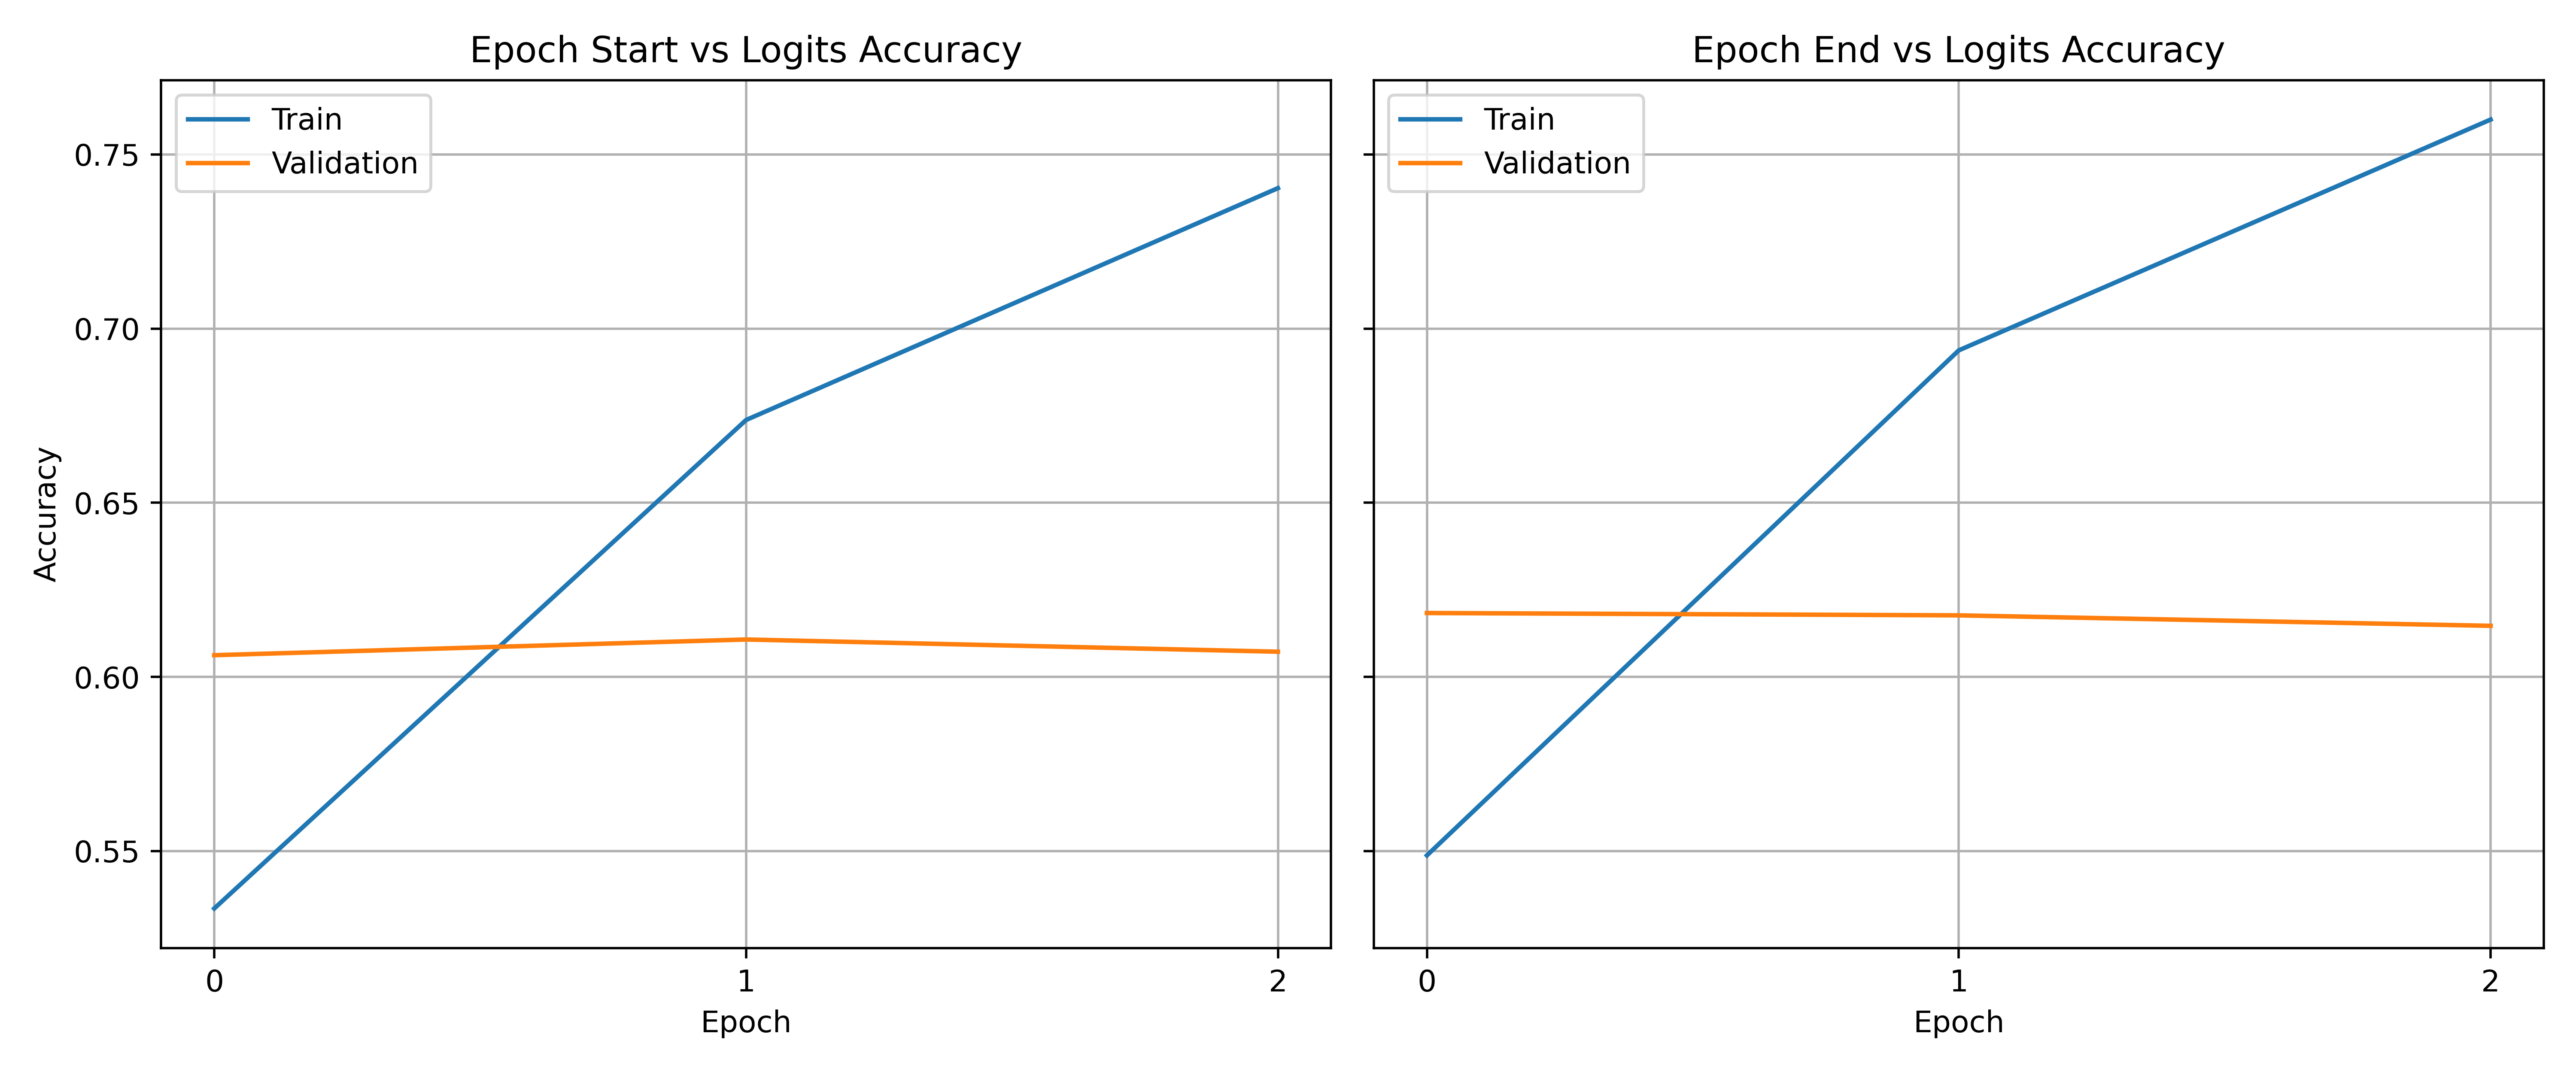 Epoch Start vs Logits Accuracy
Train
Validation
0.75
0.70
0.65
0.60
0.55
Accuracy
0 1 2
Epoch
Epoch End vs Logits Accuracy
Train
Validation
0 1 2
Epoch